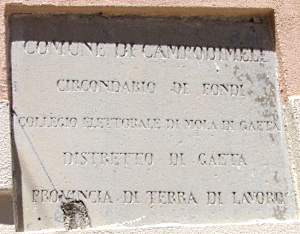 COMUNE DI CAMPODIMELE
CIRCONDARIO DI FONDI
COLLEGIO ELETTORALE DI MOLA DI GAETA
DISTRETTO DI GAETA
PROVINCIA DI TERRA DI LAVORO